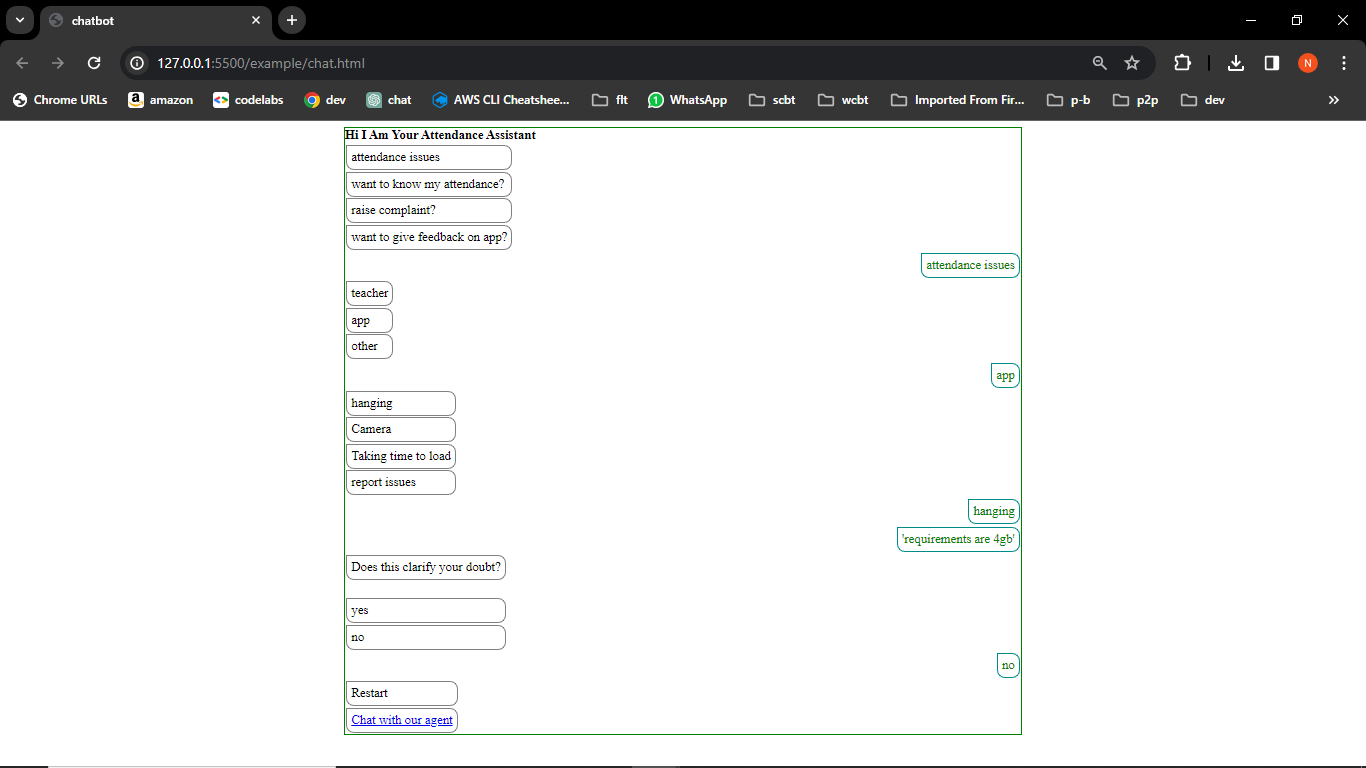 chatbot
127.0.0.1:5500/example/chat.html
N
Chrome URLs
amazon
codelabs
dev
chat
AWS CLI Cheatshee...
flt
1
WhatsApp
scbt
wcbt
Imported From Fir...
p-b
p2p
dev
Hi I Am Your Attendance Assistant
attendance issues
want to know my attendance?
raise complaint?
want to give feedback on app?
attendance issues
teacher
app
other
app
hanging
Camera
Taking time to load
report issues
hanging
'requirements are 4gb'
Does this clarify your doubt?
yes
no
no
Restart
Chat with our agent